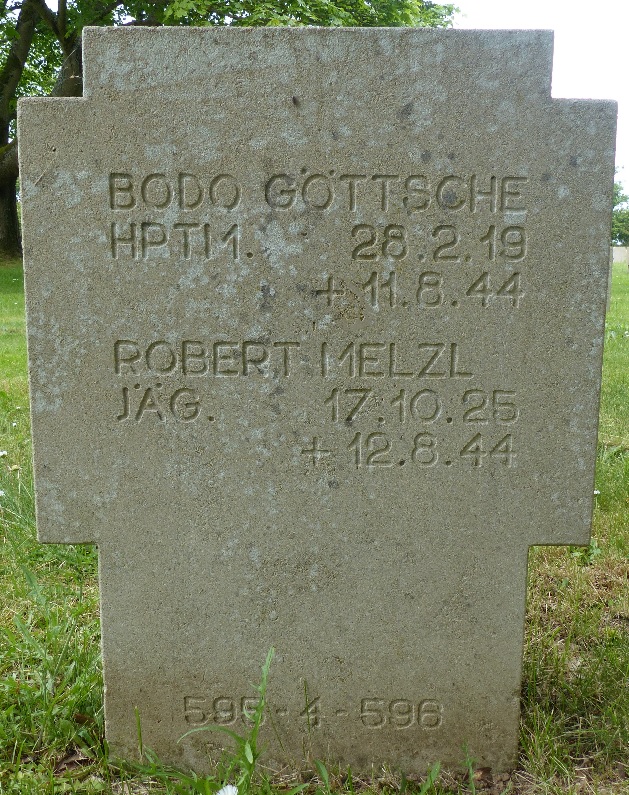 BODO GÖTTSCHE
HPTM. 28.2.19
+ 11.8.44
ROBERT MELZL
JÄG. 17.10.25
+ 12.8.44
595-4-596